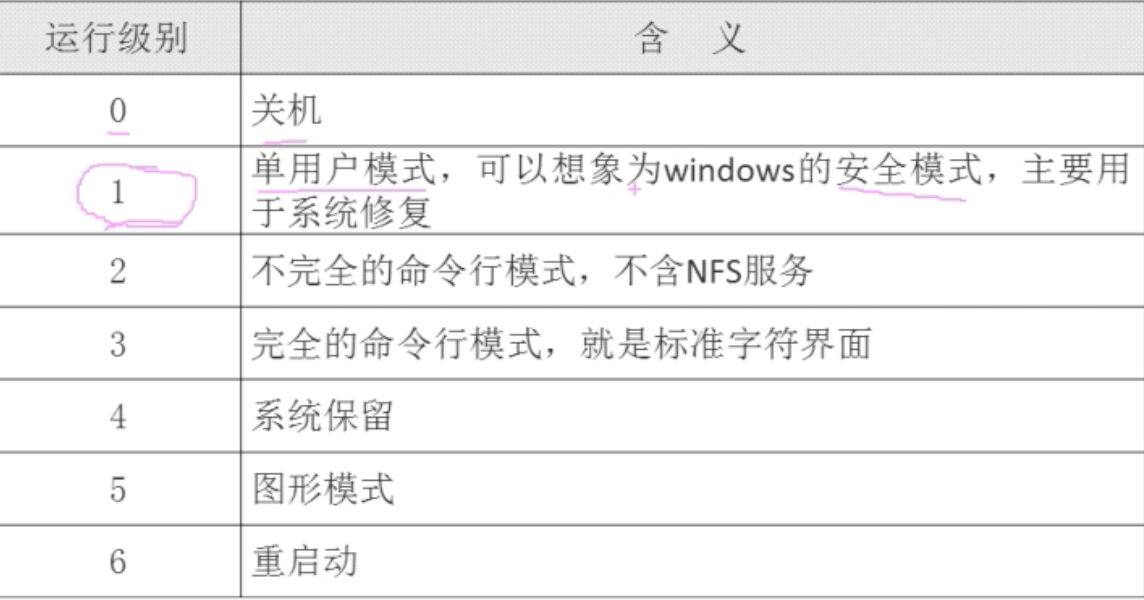 运行级别 含 义
0 关机
1 单用户模式，可以想象为windows的安全模式，主要用
于系统修复
2 不完全的命令行模式，不含NFS服务
3 完全的命令行模式，就是标准字符界面
4 系统保留
5 图形模式
6 重启动